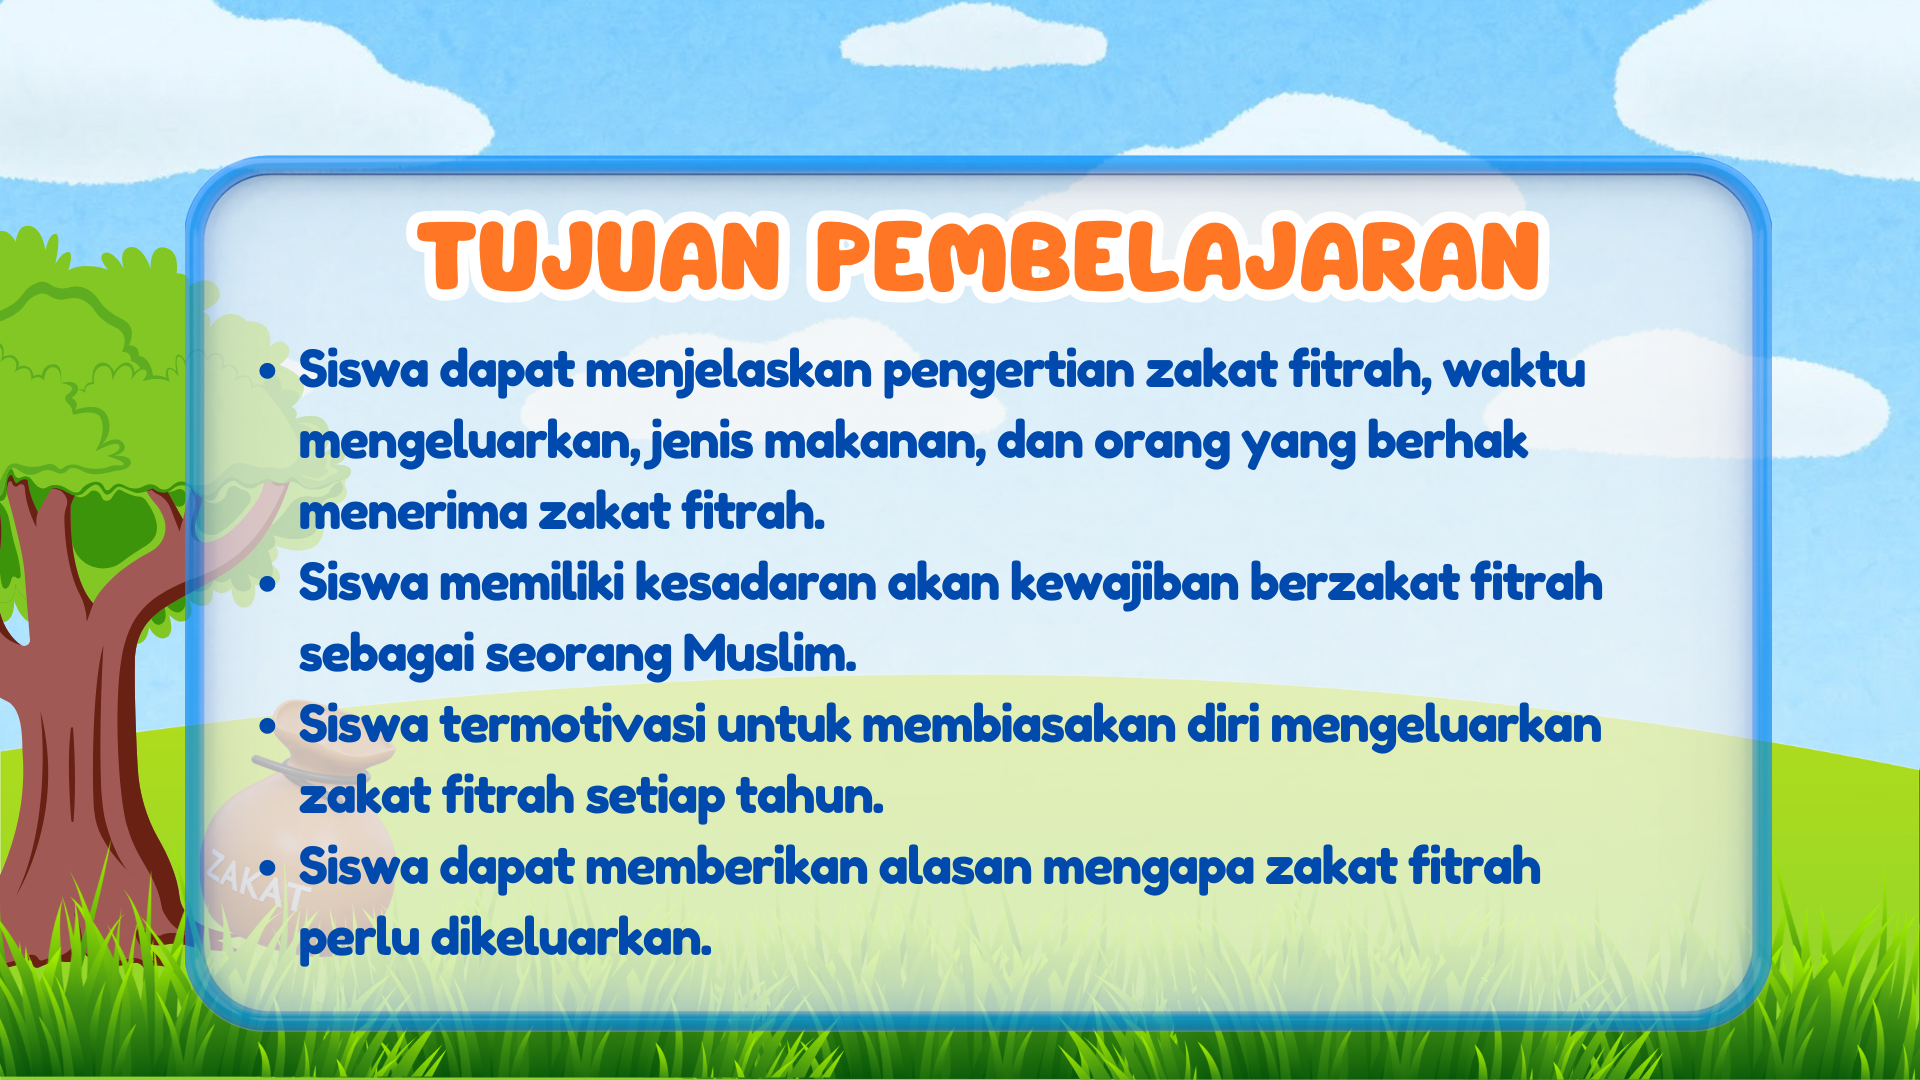 TUJUAN PEMBELAJARAN
• Siswa dapat menjelaskan pengertian zakat fitrah, waktu
mengeluarkan, jenis makanan, dan orang yang berhak
menerima zakat fitrah.
• Siswa memiliki kesadaran akan kewajiban berzakat fitrah
sebagai seorang Muslim.
• Siswa termotivasi untuk membiasakan diri mengeluarkan
zakat fitrah setiap tahun.
• Siswa dapat memberikan alasan mengapa zakat fitrah
perlu dikeluarkan.
ZAKAT